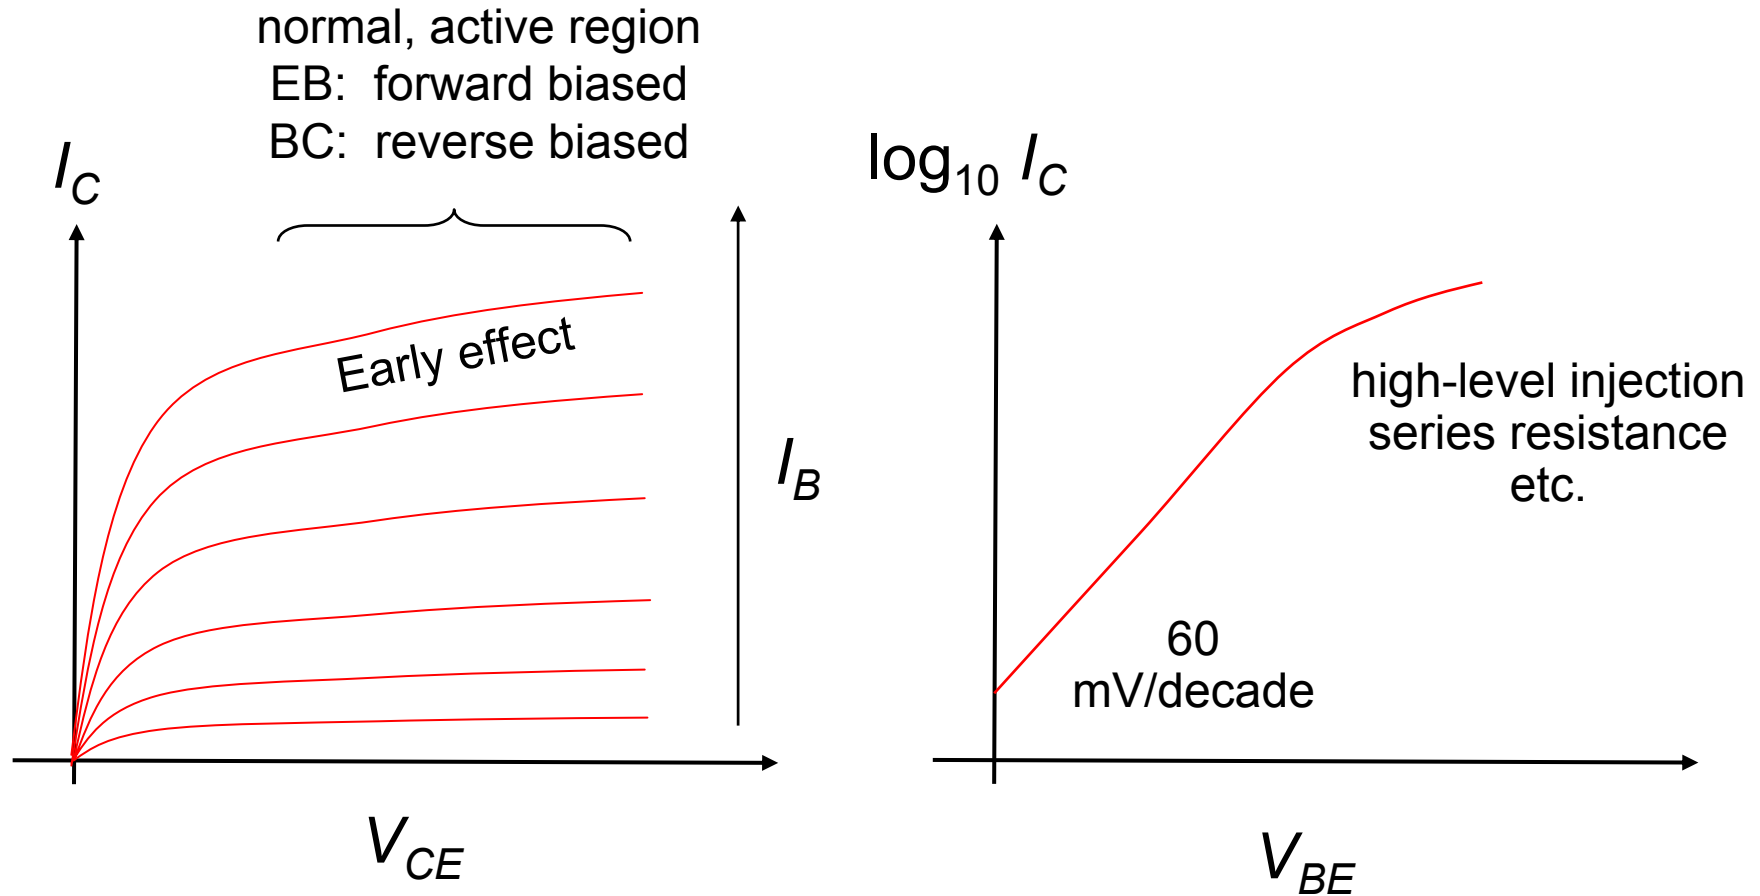 normal, active region
EB: forward biased
BC: reverse biased
I_C
Early effect
I_B
V_CE
log₁₀ I_C
high-level injection
series resistance
etc.
60
mV/decade
V_BE